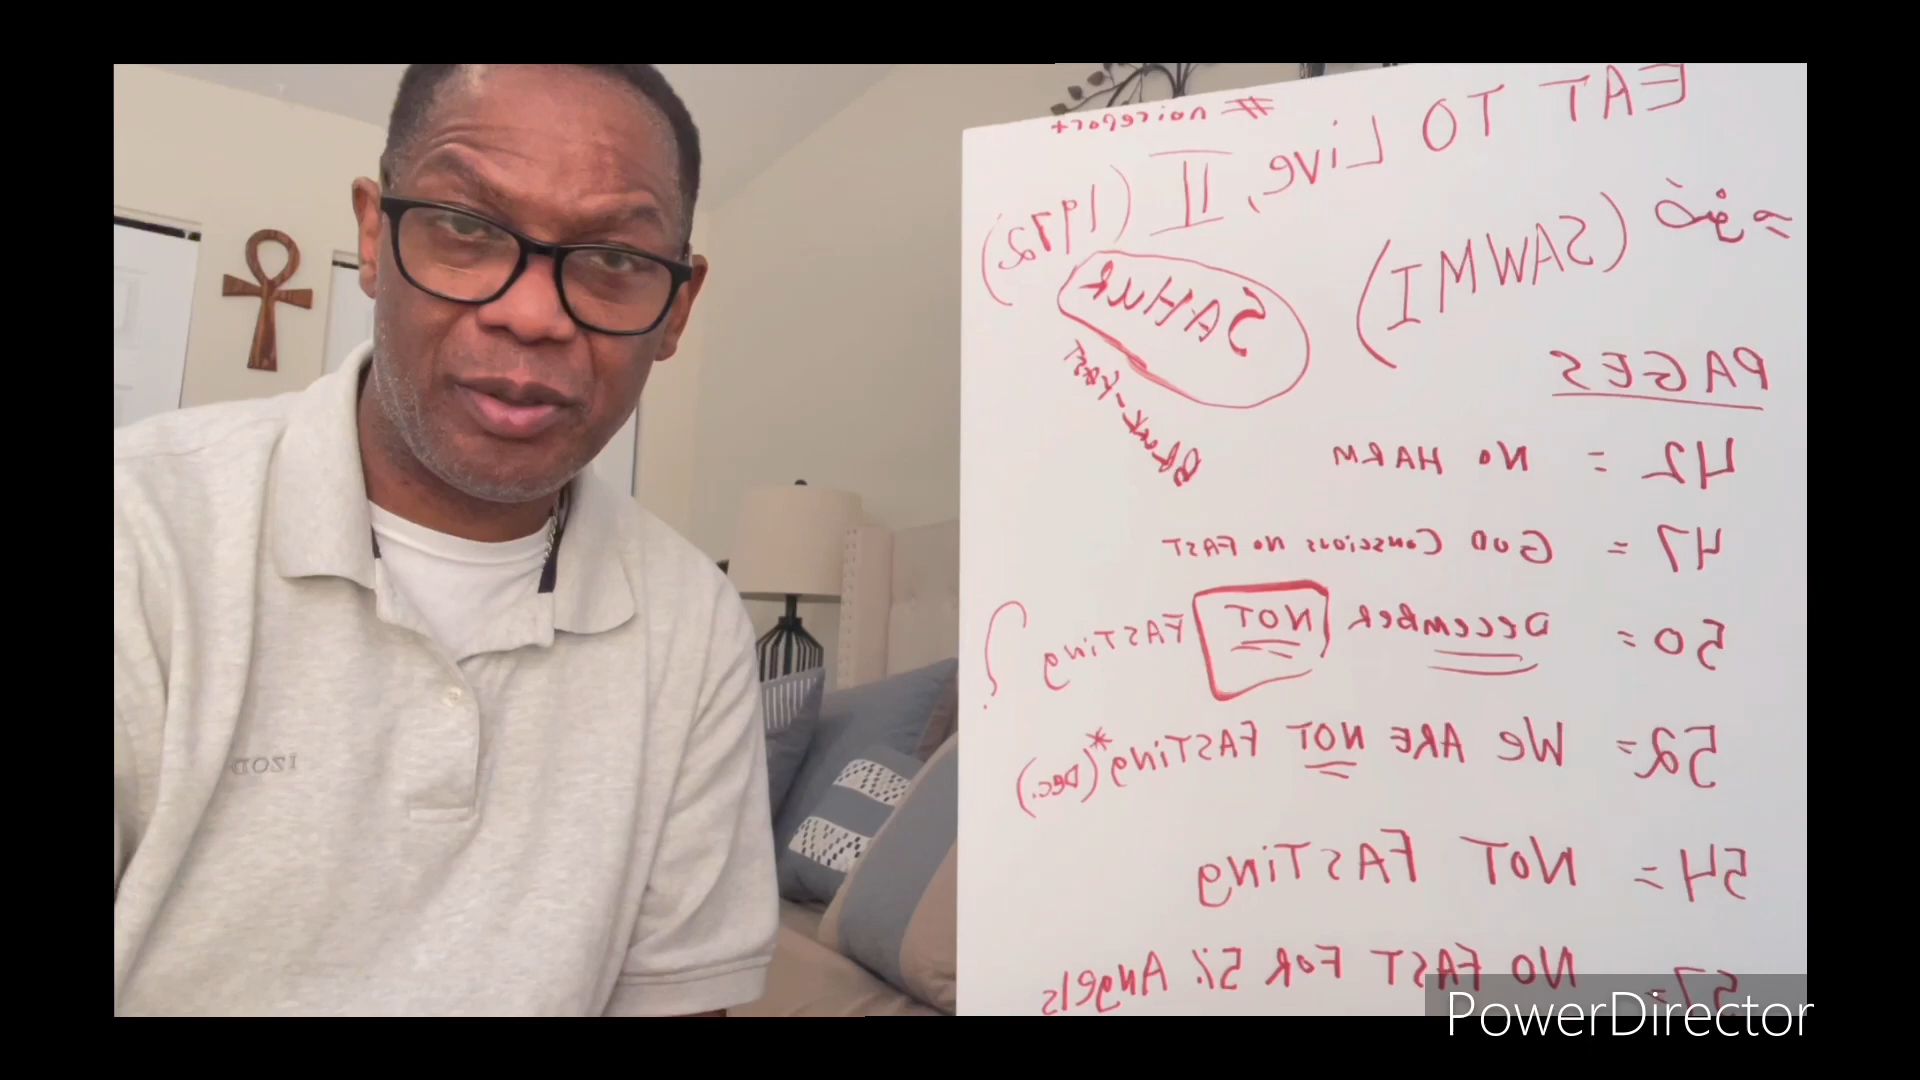 # noireport
EAT TO Live, II (1972)
(SAWMI)
SAHUR
Break-fast
PAGES
42 = No HARM
47 = GOD Conscious No FAST
50 = DECEMBER NOT FASTing ?
52 = We ARE NOT FASTing* (DEC.)
54 = NOT FASTing
57 = NO FAST FOR 5% Angels
IZOD
PowerDirector